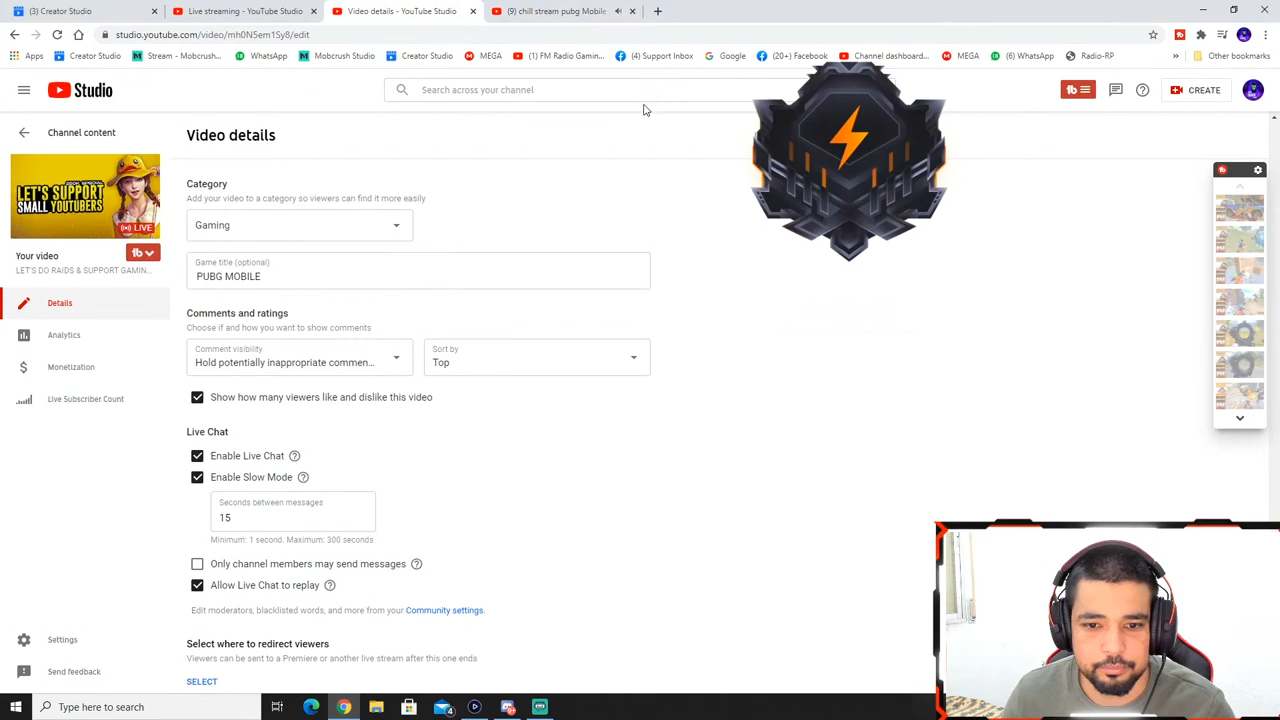 (3) Creator Studio
Live streaming - YouTube Studio
Video details - YouTube Studio
(9) chill stream pubg Mobile
studio.youtube.com/video/mh0N5em1Sy8/edit
Apps
Creator Studio
Stream - Mobcrush
WhatsApp
Mobcrush Studio
Creator Studio
MEGA
(1) FM Radio Gaming...
(4) Support Inbox
Google
(20+) Facebook
Channel dashboard...
MEGA
(6) WhatsApp
Radio-RP
»
Other bookmarks
Studio
Search across your channel
tb
CREATE
Channel content
Video details
LET'S SUPPORT
SMALL YOUTUBERS
LIVE
Your video
tb
LET'S DO RAIDS & SUPPORT GAMIN...
Details
Analytics
Monetization
Live Subscriber Count
Settings
Send feedback
Category
Add your video to a category so viewers can find it more easily
Gaming
Game title (optional)
PUBG MOBILE
Comments and ratings
Choose if and how you want to show comments
Comment visibility
Hold potentially inappropriate commen...
Sort by
Top
Show how many viewers like and dislike this video
Live Chat
Enable Live Chat
Enable Slow Mode
Seconds between messages
15
Minimum: 1 second. Maximum: 300 seconds
Only channel members may send messages
Allow Live Chat to replay
Edit moderators, blacklisted words, and more from your Community settings.
Select where to redirect viewers
Viewers can be sent to a Premiere or another live stream after this one ends
SELECT
Type here to search